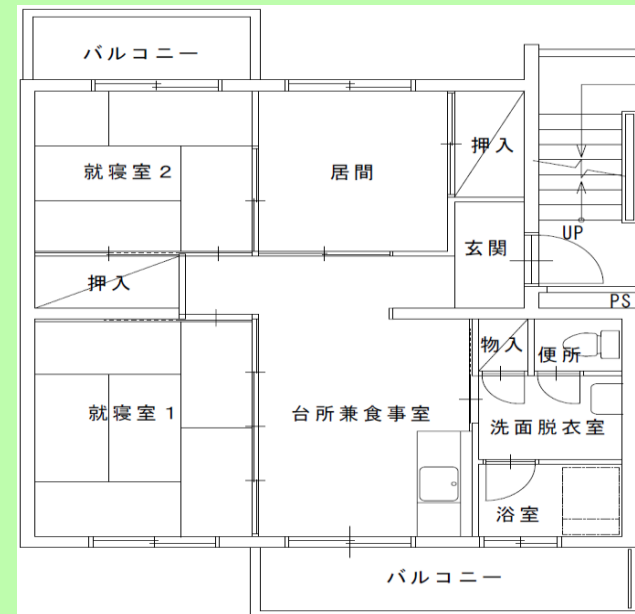 バルコニー
就寝室2
居間
押入
玄関
UP
押入
PS
物入
便所
就寝室1
台所兼食事室
洗面脱衣室
浴室
バルコニー